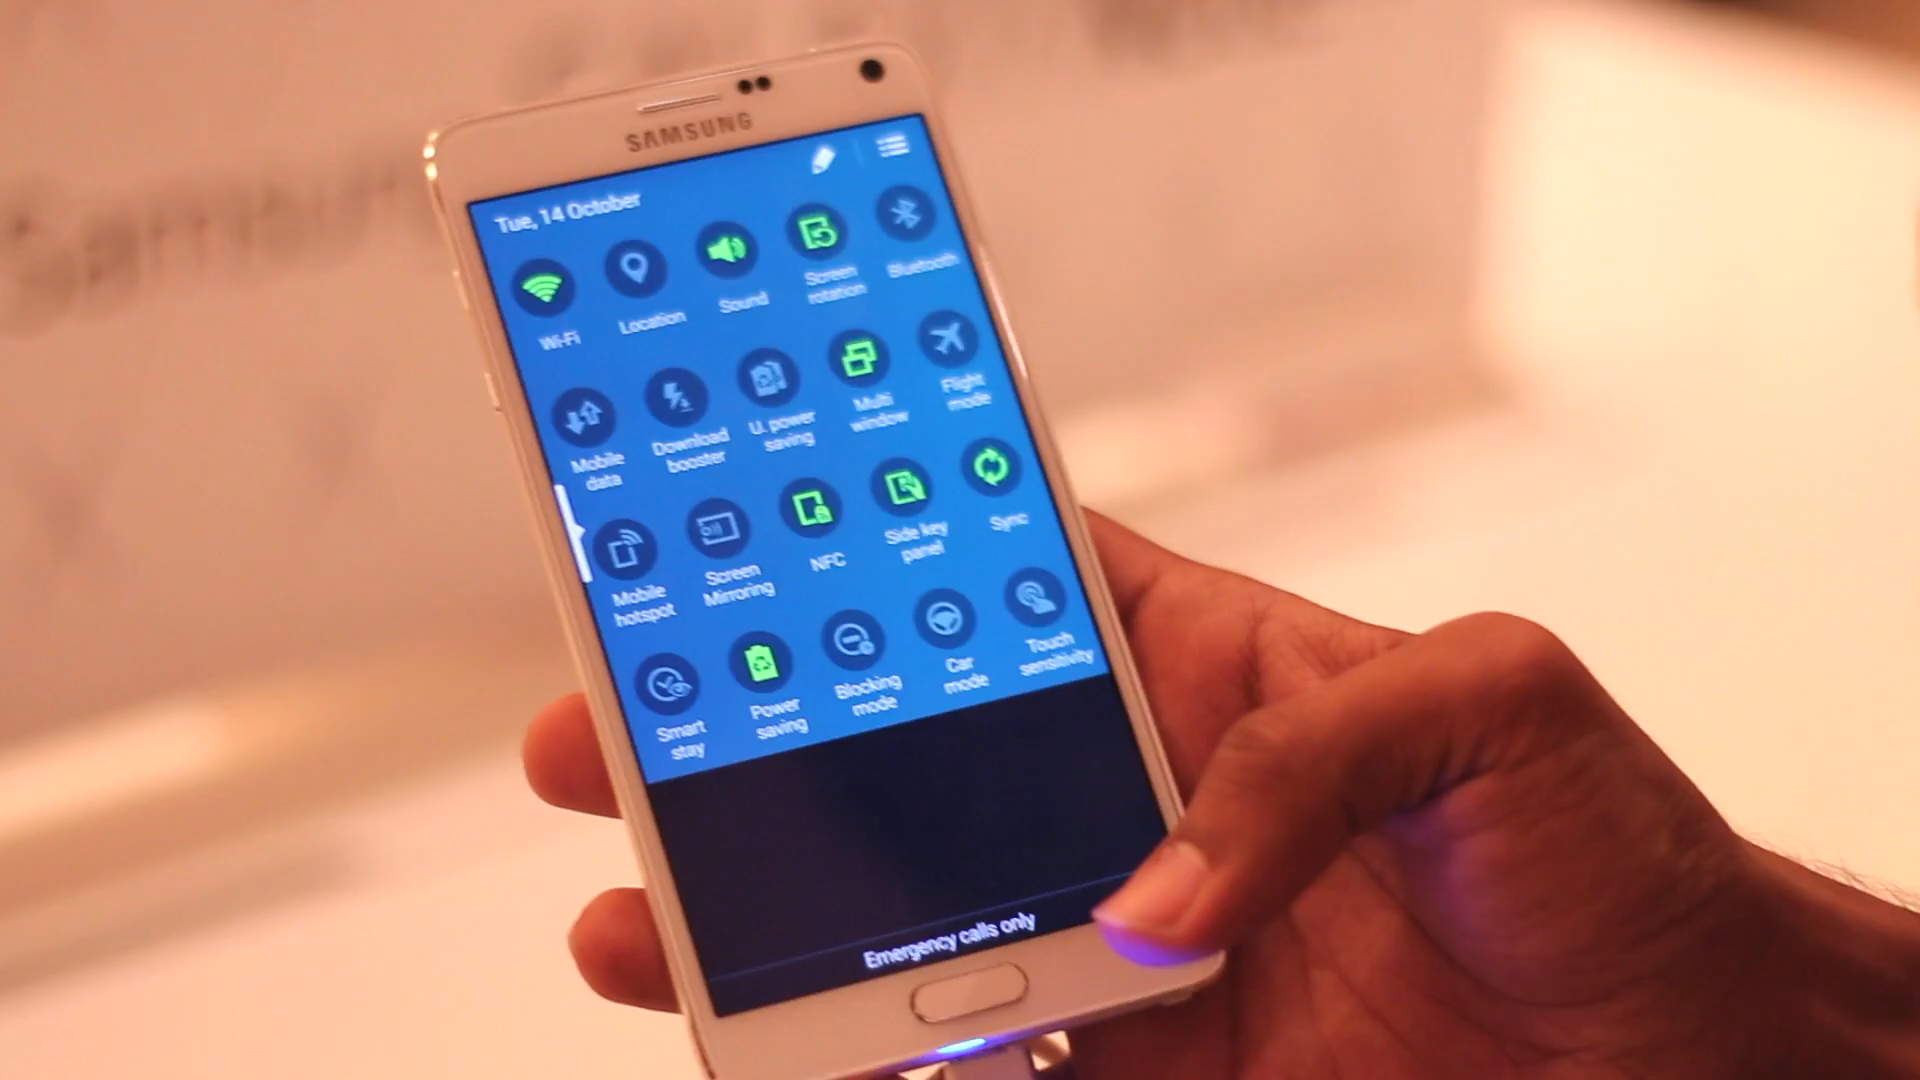 SAMSUNG
Tue, 14 October
Wi-Fi
Location
Sound
Screen
rotation
Bluetooth
Mobile
data
Download
booster
U. power
saving
Multi
window
Flight
mode
Mobile
hotspot
Screen
Mirroring
NFC
Side key
panel
Sync
Smart
stay
Power
saving
Blocking
mode
Car
mode
Touch
sensitivity
Emergency calls only